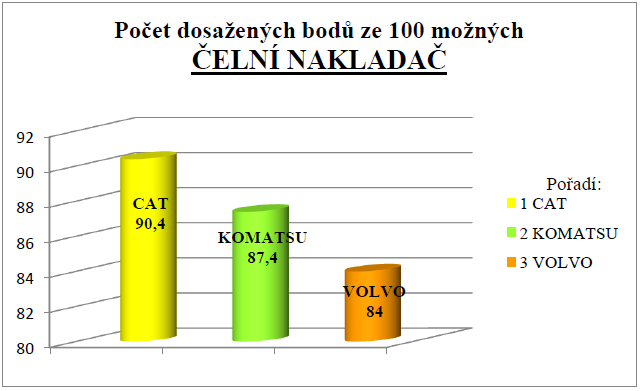 Počet dosažených bodů ze 100 možných
ČELNÍ NAKLADAČ
92
90
88
86
84
82
80
CAT
90,4
KOMATSU
87,4
VOLVO
84
Pořadí:
1 CAT
2 KOMATSU
3 VOLVO